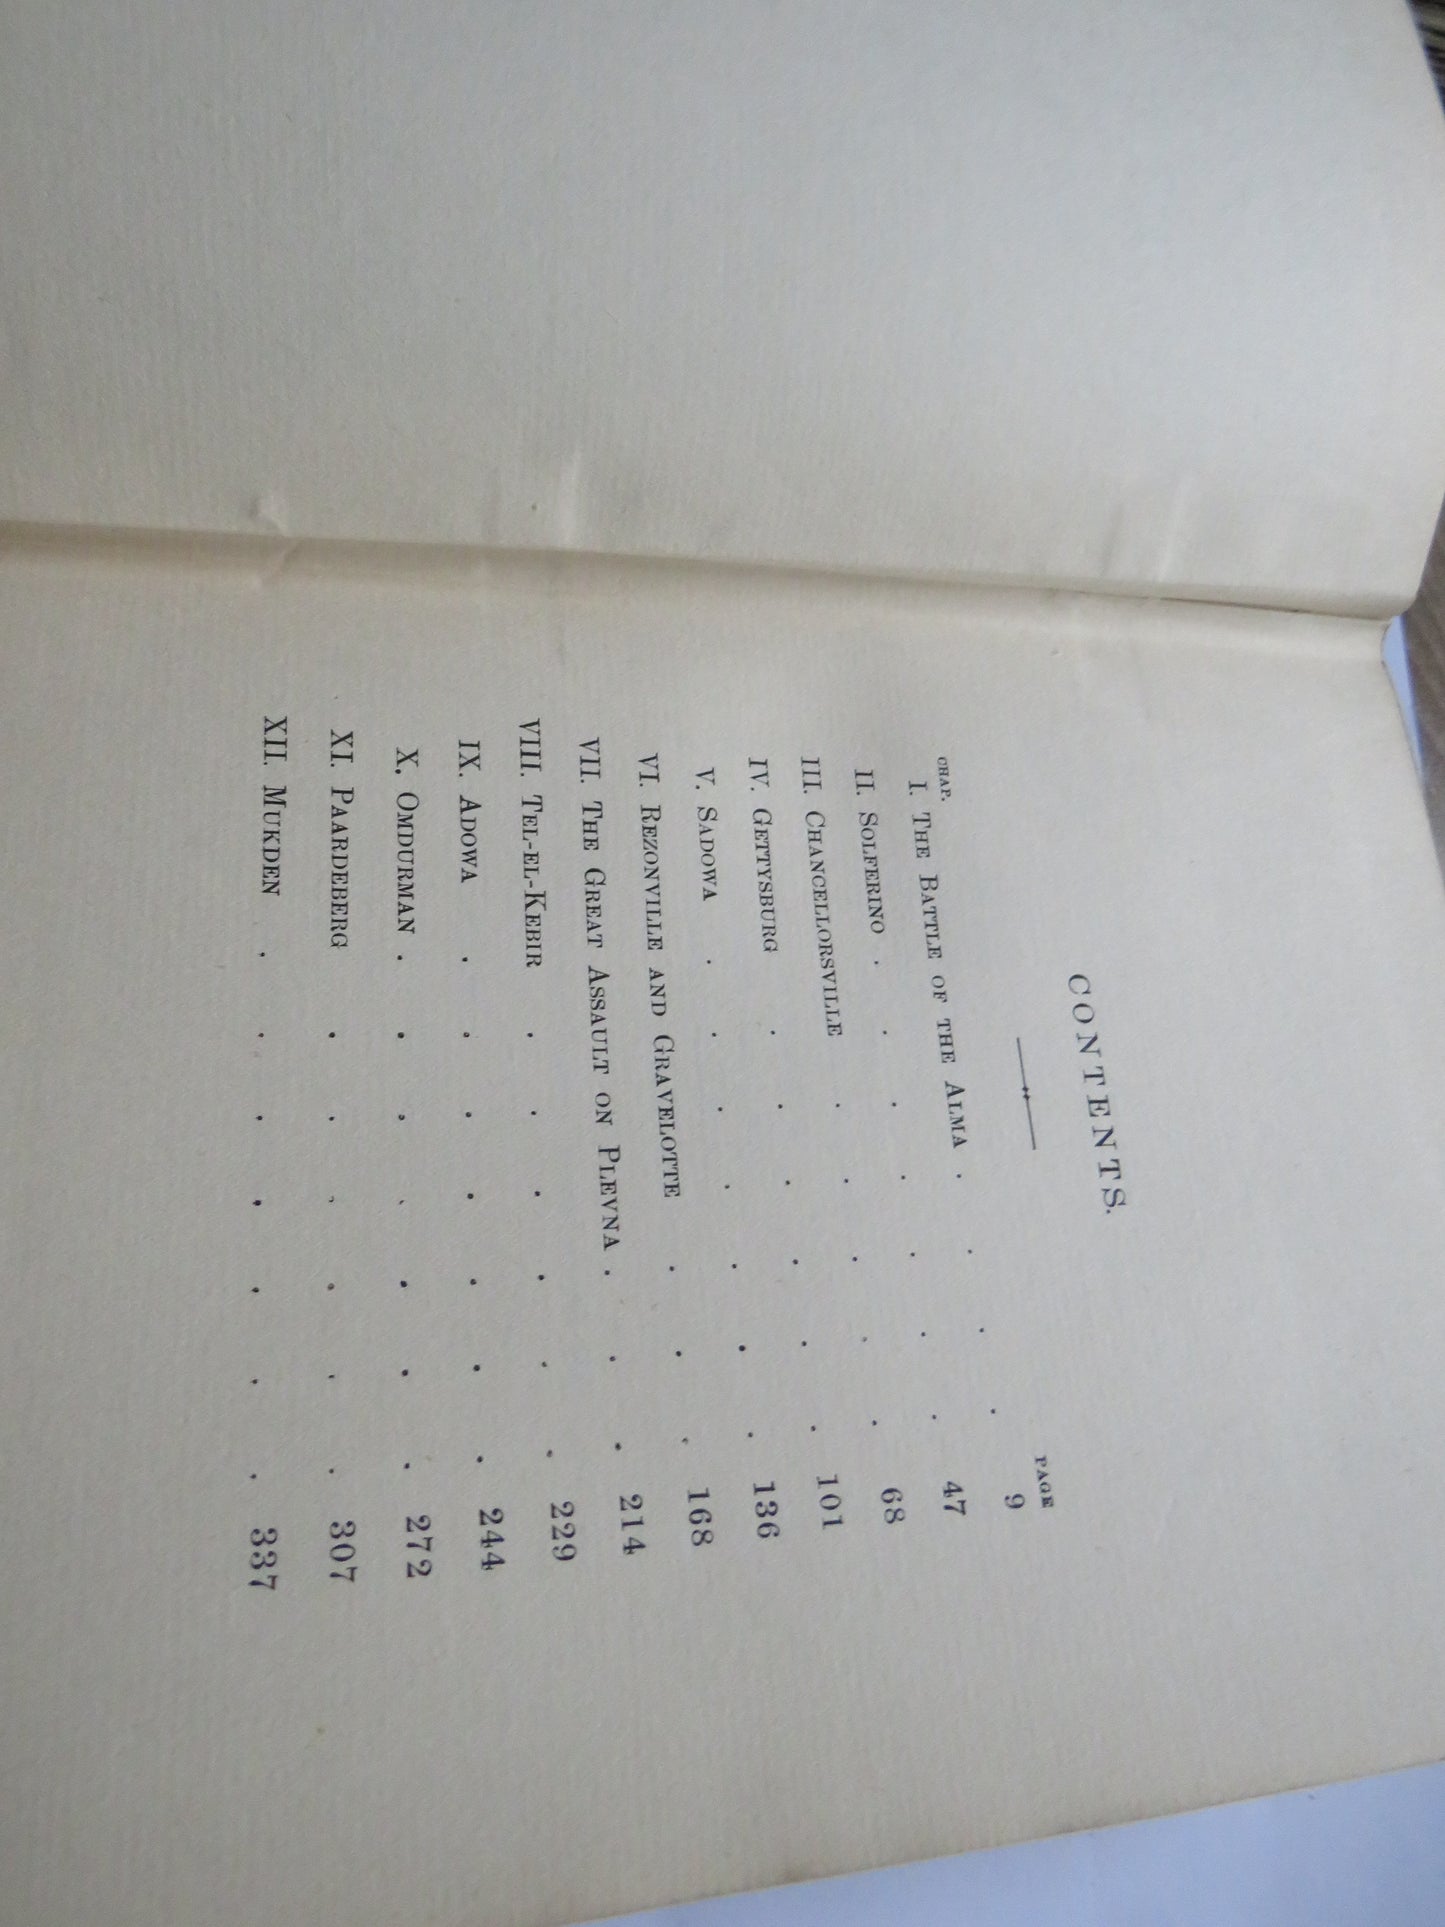 CONTENTS.
CHAP. PAGE
I. THE BATTLE OF THE ALMA . . . . 9
II. SOLFERINO . . . . . . . 47
III. CHANCELLORSVILLE . . . . . 68
IV. GETTYSBURG . . . . . . 101
V. SADOWA . . . . . . . 136
VI. REZONVILLE AND GRAVELOTTE . . . 168
VII. THE GREAT ASSAULT ON PLEVNA . . . 214
VIII. TEL-EL-KEBIR . . . . . . 229
IX. ADOWA . . . . . . . 244
X. OMDURMAN . . . . . . . 272
XI. PAARDEBERG . . . . . . 307
XII. MUKDEN . . . . . . . 337